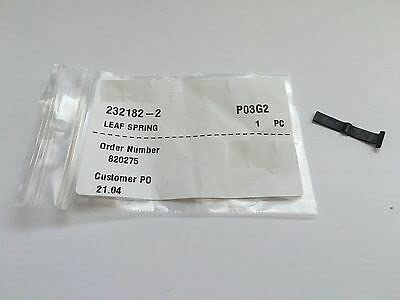 232182-2 P03G2
LEAF SPRING 1 PC
Order Number
820275
Customer PO
21.04